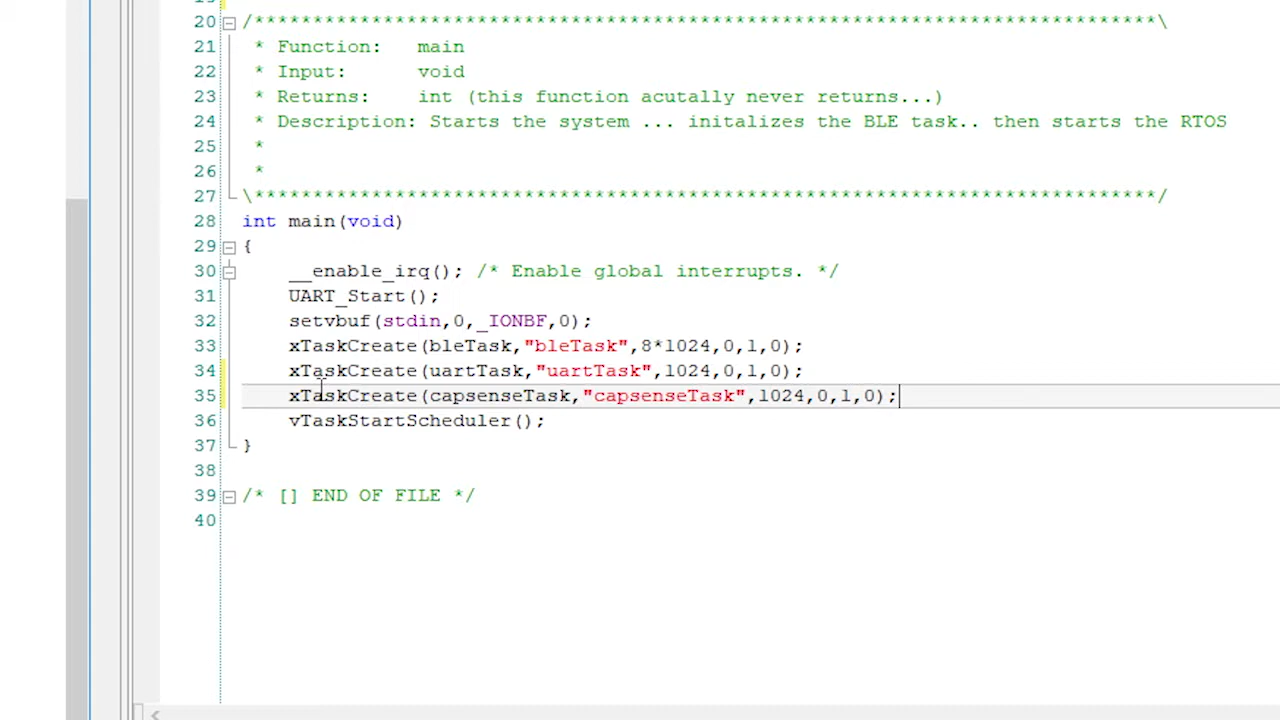 20 /******************************************************************************\
21 * Function: main
22 * Input: void
23 * Returns: int (this function acutally never returns...)
24 * Description: Starts the system ... initalizes the BLE task.. then starts the RTOS
25 *
26 *
27 \******************************************************************************/
28 int main(void)
29 {
30 __enable_irq(); /* Enable global interrupts. */
31 UART_Start();
32 setvbuf(stdin,0,_IONBF,0);
33 xTaskCreate(bleTask,"bleTask",8*1024,0,1,0);
34 xTaskCreate(uartTask,"uartTask",1024,0,1,0);
35 xTaskCreate(capsenseTask,"capsenseTask",1024,0,1,0);
36 vTaskStartScheduler();
37 }
38
39 /* [] END OF FILE */
40